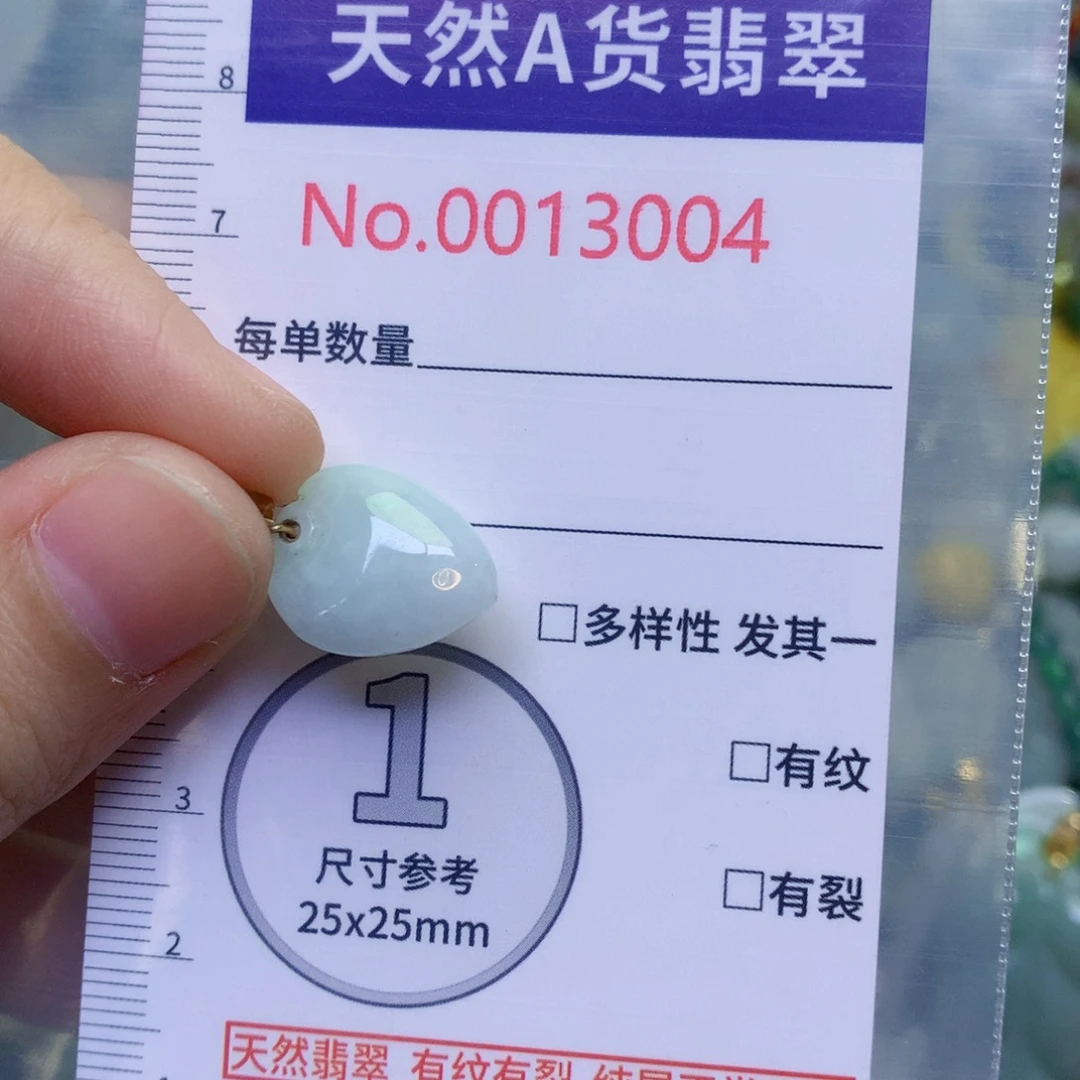 天然A货翡翠
8
No.0013004
7
每单数量
□多样性 发其一
□有纹
□有裂
3
1
尺寸参考
25x25mm
2
天然翡翠 有纹有裂